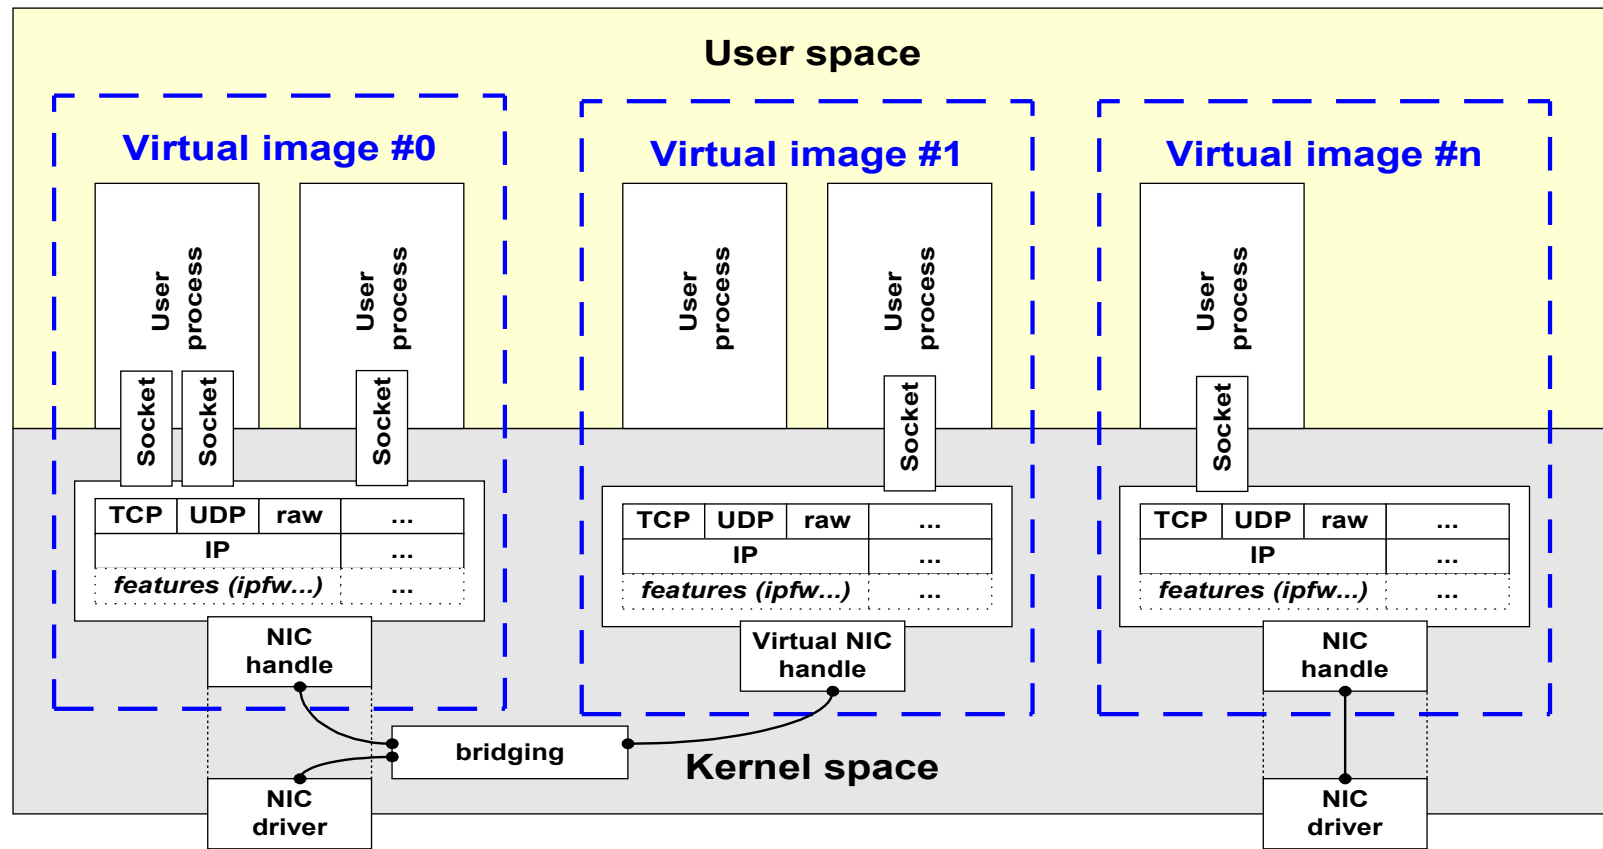 User space
Virtual image #0
Virtual image #1
Virtual image #n
User
process
User
process
User
process
User
process
User
process
Socket
Socket
Socket
Socket
Socket
TCP UDP raw ...
IP ...
features (ipfw...) ...
TCP UDP raw ...
IP ...
features (ipfw...) ...
TCP UDP raw ...
IP ...
features (ipfw...) ...
NIC
handle
Virtual NIC
handle
NIC
handle
bridging
Kernel space
NIC
driver
NIC
driver